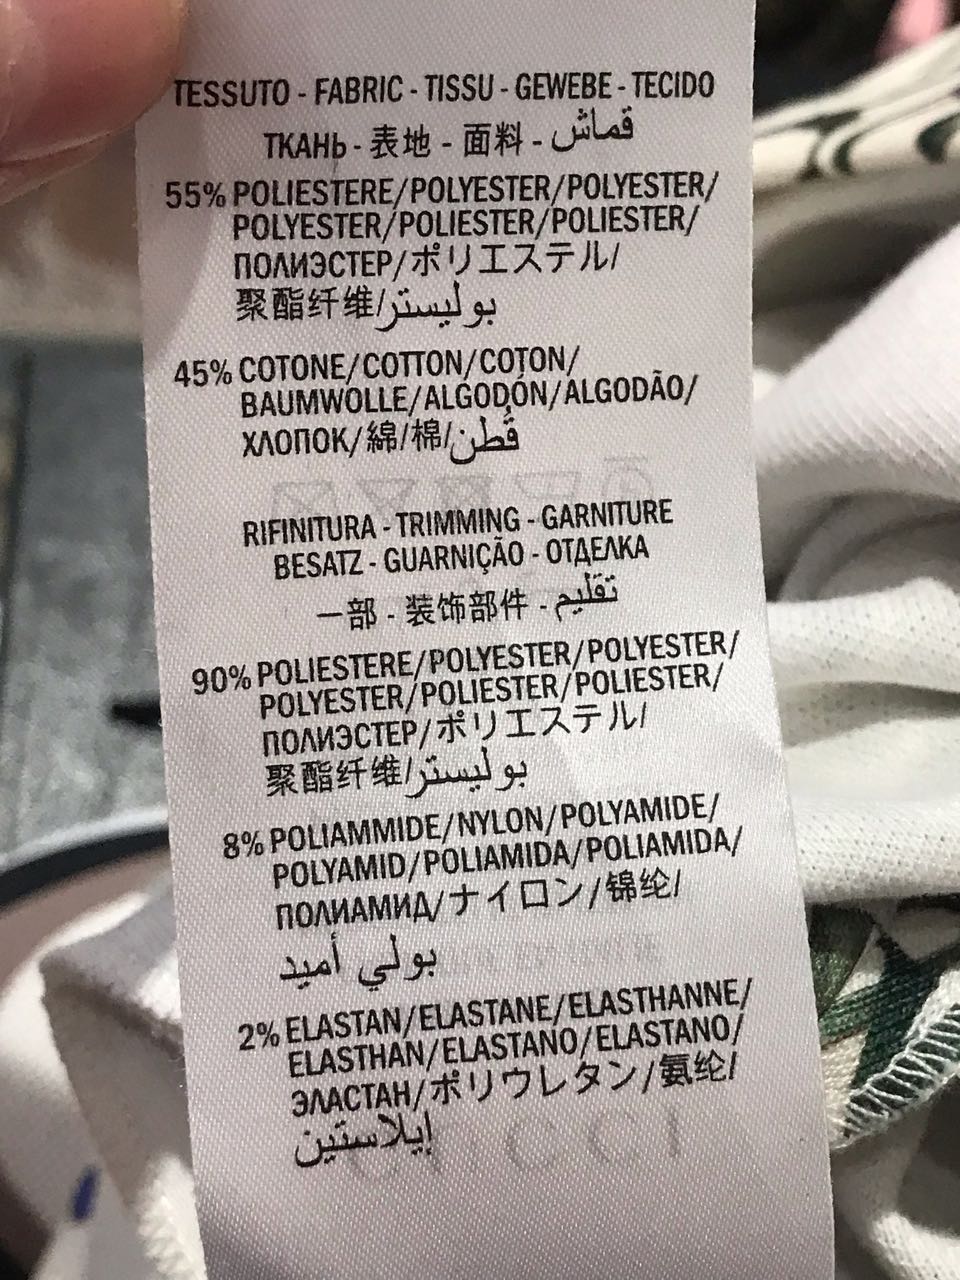 TESSUTO - FABRIC - TISSU - GEWEBE - TECIDO
ТКАНЬ - 表地 - 面料 - قماش
55% POLIESTERE/POLYESTER/POLYESTER/
POLYESTER/POLIESTER/POLIESTER/
ПОЛИЭСТЕР/ポリエステル/
聚酯纤维/بوليستر
45% COTONE/COTTON/COTON/
BAUMWOLLE/ALGODÓN/ALGODÃO/
ХЛОПОК/綿/棉/قُطن
RIFINITURA - TRIMMING - GARNITURE
BESATZ - GUARNIÇÃO - ОТДЕЛКА
一部 - 装饰部件 - تقليم
90% POLIESTERE/POLYESTER/POLYESTER/
POLYESTER/POLIESTER/POLIESTER/
ПОЛИЭСТЕР/ポリエステル/
聚酯纤维/بوليستر
8% POLIAMMIDE/NYLON/POLYAMIDE/
POLYAMID/POLIAMIDA/POLIAMIDA/
ПОЛИАМИД/ナイロン/锦纶/
بولي أميد
2% ELASTAN/ELASTANE/ELASTHANNE/
ELASTHAN/ELASTANO/ELASTANO/
ЭЛАСТАН/ポリウレタン/氨纶/
إيلاستين